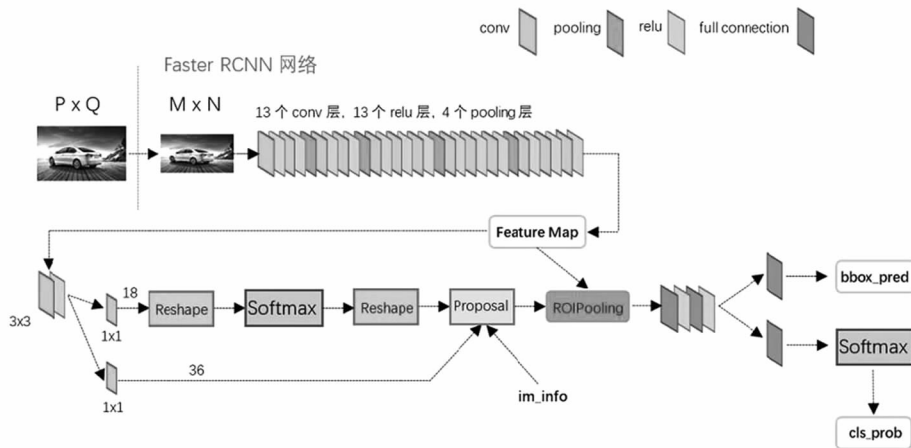 conv
pooling
relu
full connection
Faster RCNN 网络
P x Q
M x N
13 个 conv 层, 13 个 relu 层, 4 个 pooling 层
Feature Map
3x3
18
1x1
Reshape
Softmax
Reshape
Proposal
ROIPooling
bbox_pred
Softmax
36
1x1
im_info
cls_prob